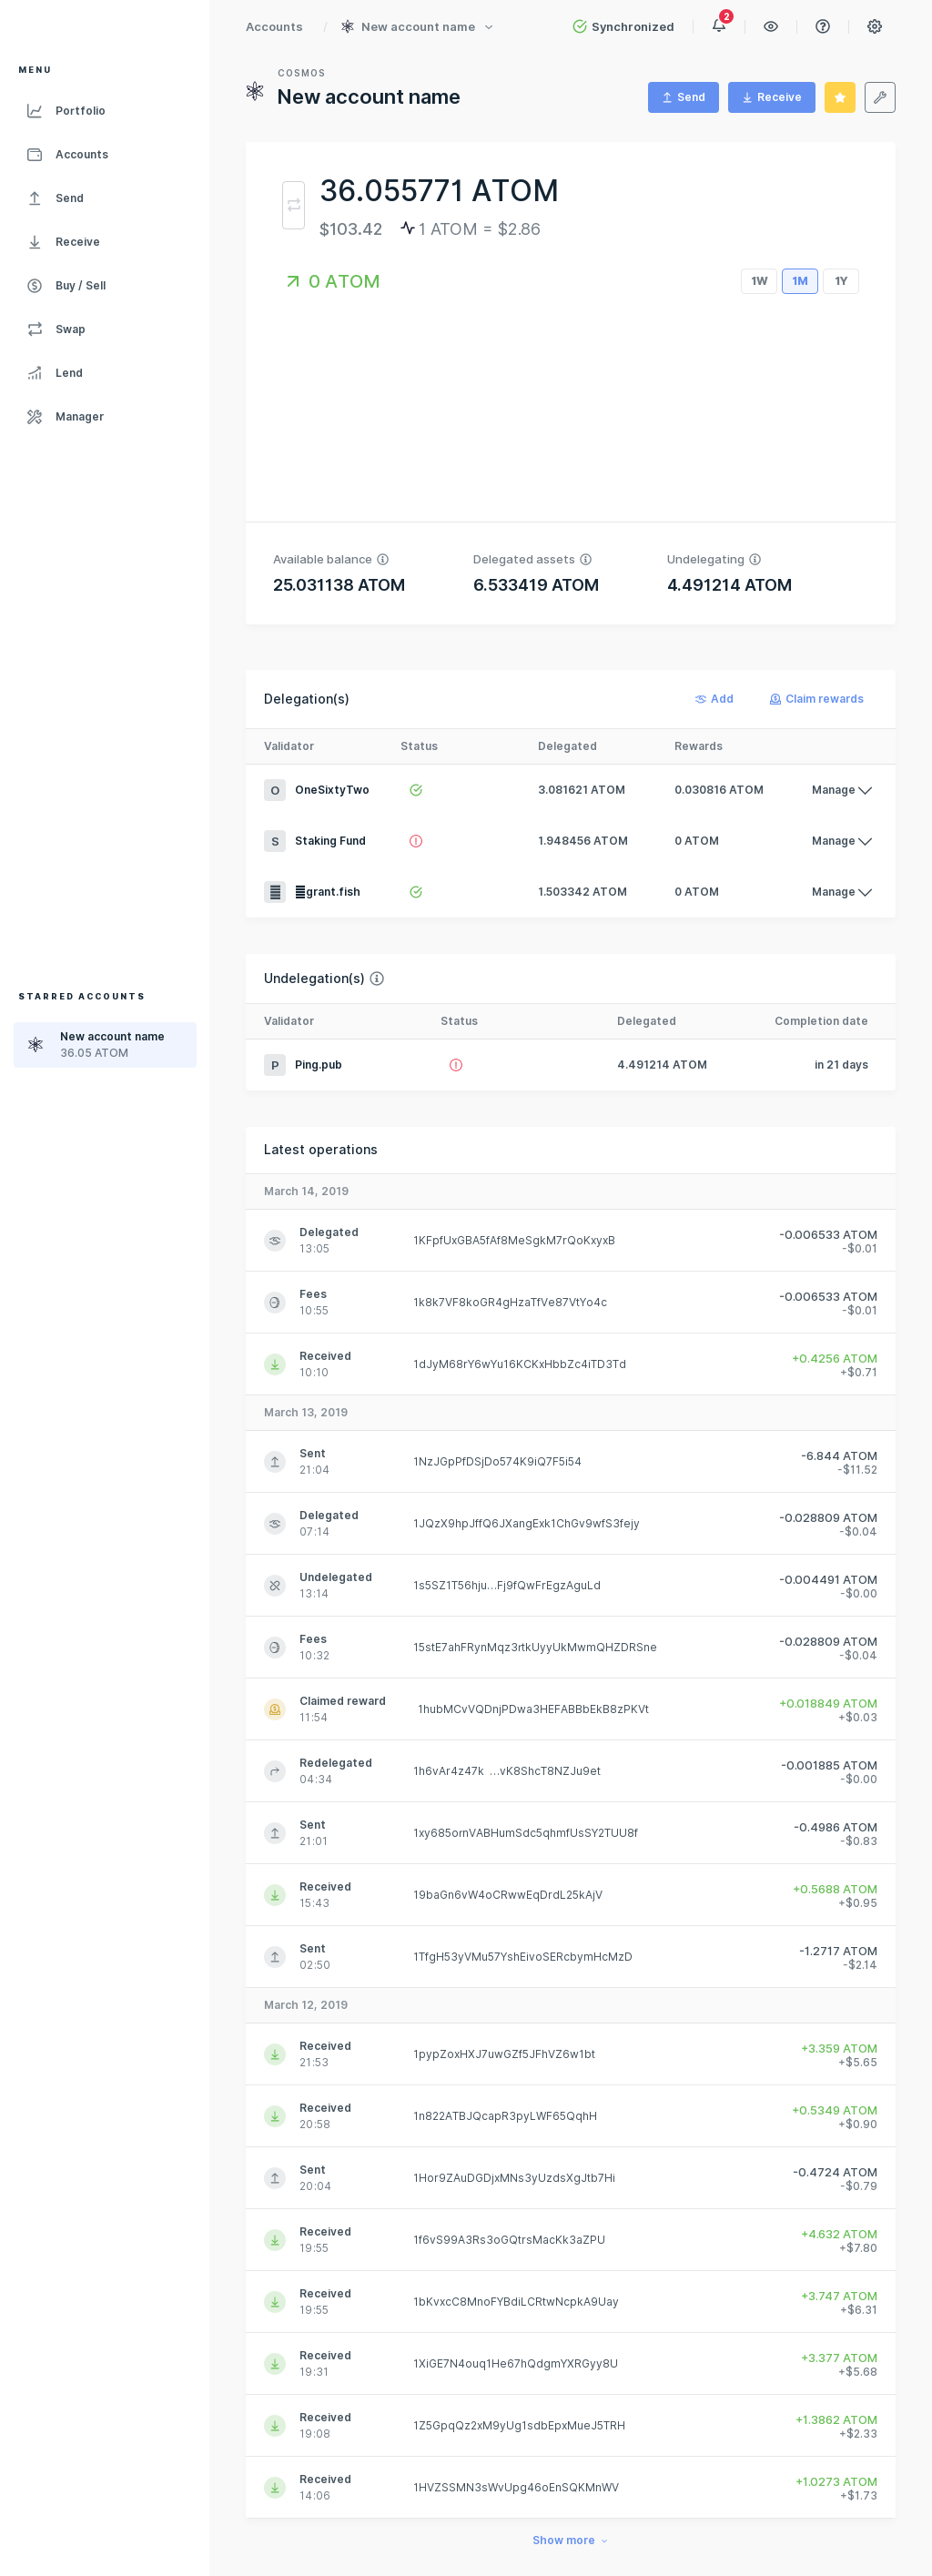 Accounts / New account name
Synchronized
2
MENU
Portfolio
Accounts
Send
Receive
Buy / Sell
Swap
Lend
Manager
STARRED ACCOUNTS
New account name
36.05 ATOM
COSMOS
New account name
Send
Receive
36.055771 ATOM
$103.42
1 ATOM = $2.86
0 ATOM
1W 1M 1Y
Available balance
25.031138 ATOM
Delegated assets
6.533419 ATOM
Undelegating
4.491214 ATOM
Delegation(s)
Add
Claim rewards
Validator Status Delegated Rewards
O OneSixtyTwo 3.081621 ATOM 0.030816 ATOM Manage
S Staking Fund 1.948456 ATOM 0 ATOM Manage
𝌆 𝌆grant.fish 1.503342 ATOM 0 ATOM Manage
Undelegation(s)
Validator Status Delegated Completion date
P Ping.pub 4.491214 ATOM in 21 days
Latest operations
March 14, 2019
Delegated 1KFpfUxGBA5fAf8MeSgkM7rQoKxyxB -0.006533 ATOM
13:05 -$0.01
Fees 1k8k7VF8koGR4gHzaTfVe87VtYo4c -0.006533 ATOM
10:55 -$0.01
Received 1dJyM68rY6wYu16KCKxHbbZc4iTD3Td +0.4256 ATOM
10:10 +$0.71
March 13, 2019
Sent 1NzJGpPfDSjDo574K9iQ7F5i54 -6.844 ATOM
21:04 -$11.52
Delegated 1JQzX9hpJffQ6JXangExk1ChGv9wfS3fejy -0.028809 ATOM
07:14 -$0.04
Undelegated 1s5SZ1T56hju…Fj9fQwFrEgzAguLd -0.004491 ATOM
13:14 -$0.00
Fees 15stE7ahFRynMqz3rtkUyyUkMwmQHZDRSne -0.028809 ATOM
10:32 -$0.04
Claimed reward 1hubMCvVQDnjPDwa3HEFABBbEkB8zPKVt +0.018849 ATOM
11:54 +$0.03
Redelegated 1h6vAr4z47k …vK8ShcT8NZJu9et -0.001885 ATOM
04:34 -$0.00
Sent 1xy685ornVABHumSdc5qhmfUsSY2TUU8f -0.4986 ATOM
21:01 -$0.83
Received 19baGn6vW4oCRwwEqDrdL25kAjV +0.5688 ATOM
15:43 +$0.95
Sent 1TfgH53yVMu57YshEivoSERcbymHcMzD -1.2717 ATOM
02:50 -$2.14
March 12, 2019
Received 1pypZoxHXJ7uwGZf5JFhVZ6w1bt +3.359 ATOM
21:53 +$5.65
Received 1n822ATBJQcapR3pyLWF65QqhH +0.5349 ATOM
20:58 +$0.90
Sent 1Hor9ZAuDGDjxMNs3yUzdsXgJtb7Hi -0.4724 ATOM
20:04 -$0.79
Received 1f6vS99A3Rs3oGQtrsMacKk3aZPU +4.632 ATOM
19:55 +$7.80
Received 1bKvxcC8MnoFYBdiLCRtwNcpkA9Uay +3.747 ATOM
19:55 +$6.31
Received 1XiGE7N4ouq1He67hQdgmYXRGyy8U +3.377 ATOM
19:31 +$5.68
Received 1Z5GpqQz2xM9yUg1sdbEpxMueJ5TRH +1.3862 ATOM
19:08 +$2.33
Received 1HVZSSMN3sWvUpg46oEnSQKMnWV +1.0273 ATOM
14:06 +$1.73
Show more